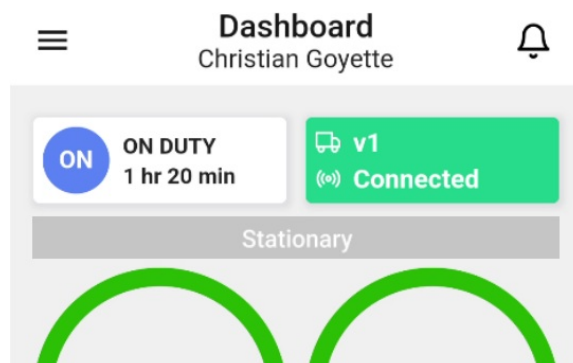 Dashboard
Christian Goyette
ON
ON DUTY
1 hr 20 min
v1
Connected
Stationary